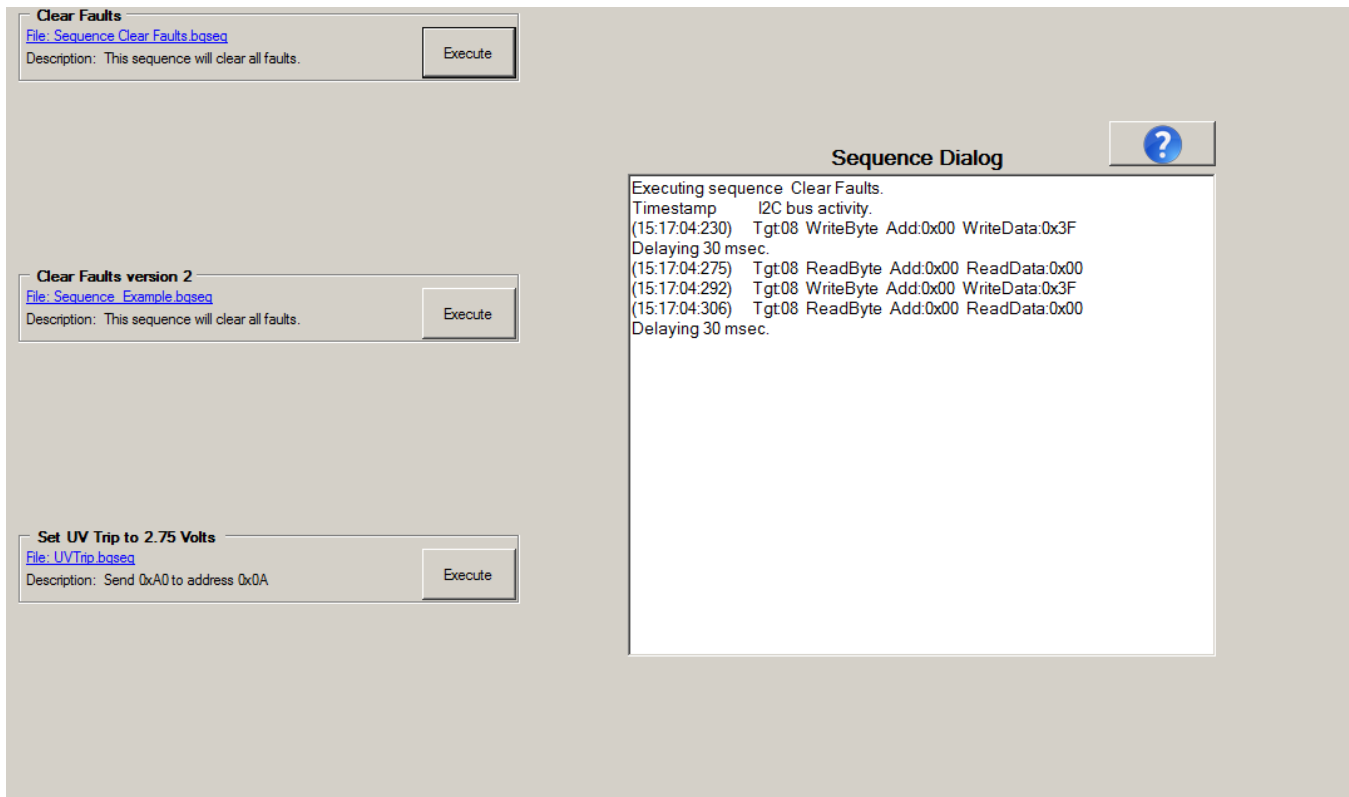 Clear Faults
File: Sequence Clear Faults.bqseq
Description: This sequence will clear all faults.
Execute
Clear Faults version 2
File: Sequence_Example.bqseq
Description: This sequence will clear all faults.
Execute
Set UV Trip to 2.75 Volts
File: UVTrip.bqseq
Description: Send 0xA0 to address 0x0A
Execute
?
Sequence Dialog
Executing sequence Clear Faults.
Timestamp I2C bus activity.
(15:17:04:230) Tgt:08 WriteByte Add:0x00 WriteData:0x3F
Delaying 30 msec.
(15:17:04:275) Tgt:08 ReadByte Add:0x00 ReadData:0x00
(15:17:04:292) Tgt:08 WriteByte Add:0x00 WriteData:0x3F
(15:17:04:306) Tgt:08 ReadByte Add:0x00 ReadData:0x00
Delaying 30 msec.